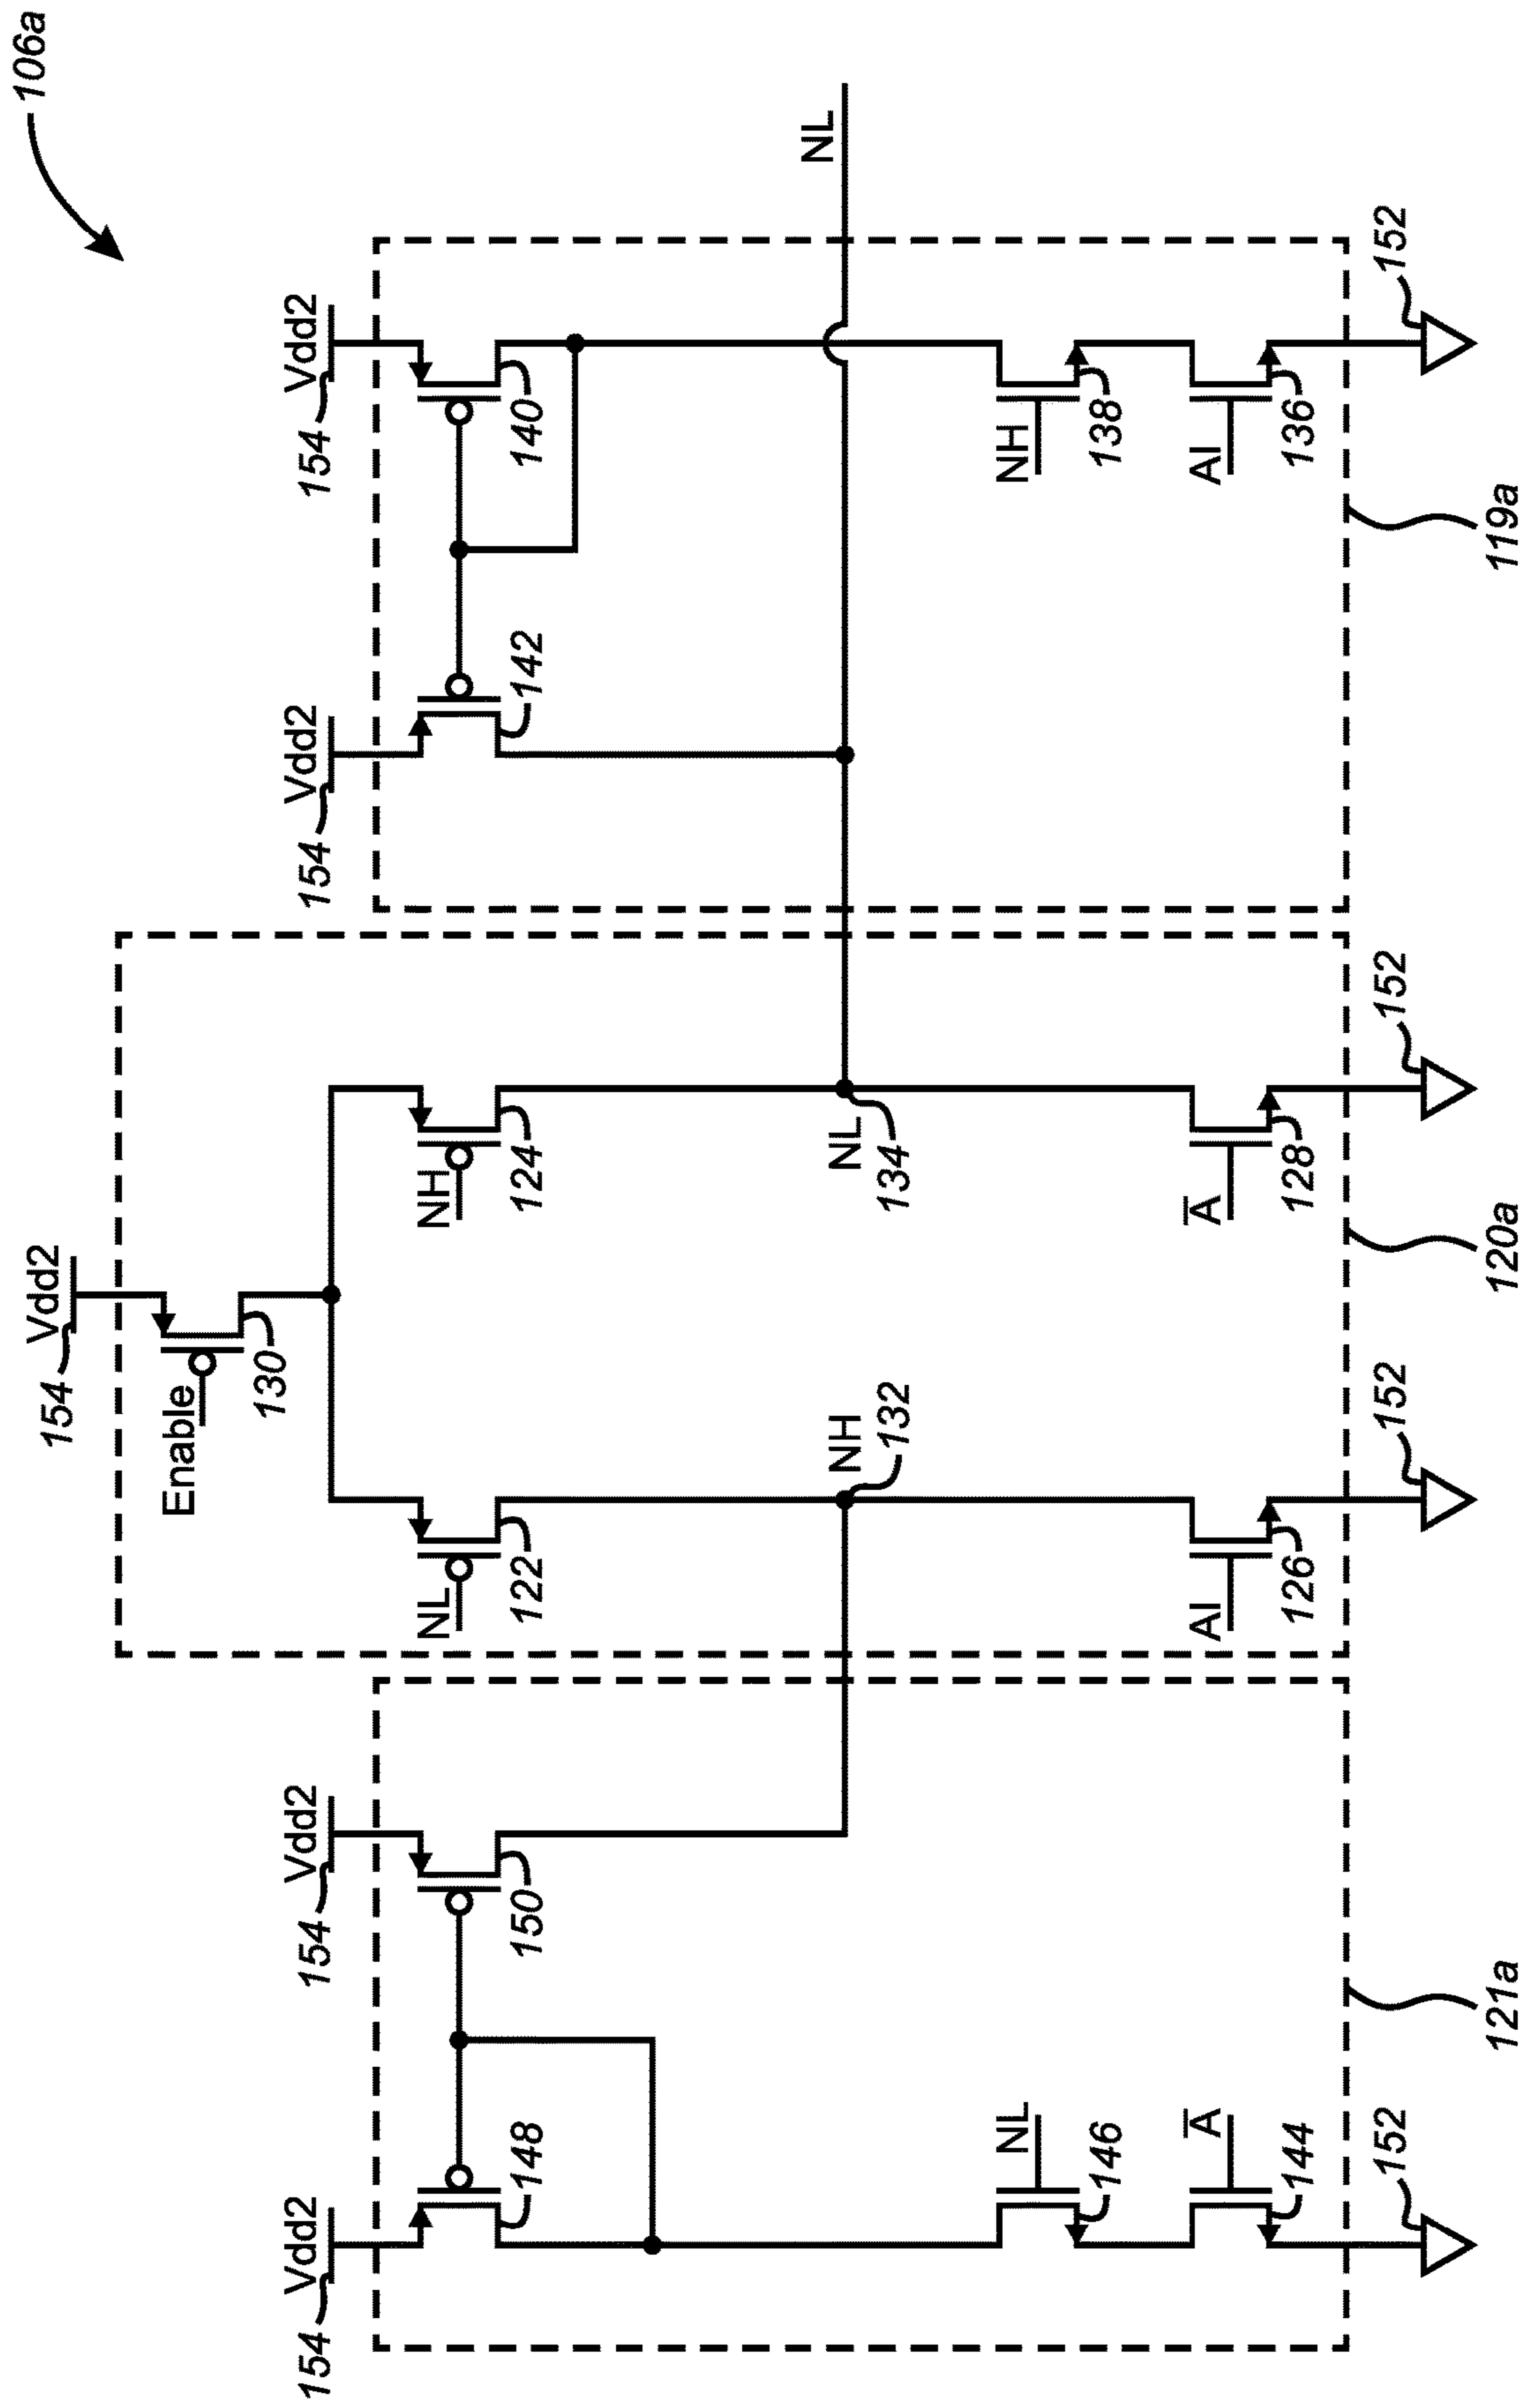 106a
Vdd2
154
Enable
130
Vdd2 Vdd2 Vdd2 Vdd2
154 154 154 154
NL NH
148 150 122 124 142 140
NL
NH NL
132 134
NL NH
146 138
A̅ AI A̅ AI
144 126 128 136
152 152 152 152
121a 120a 119a